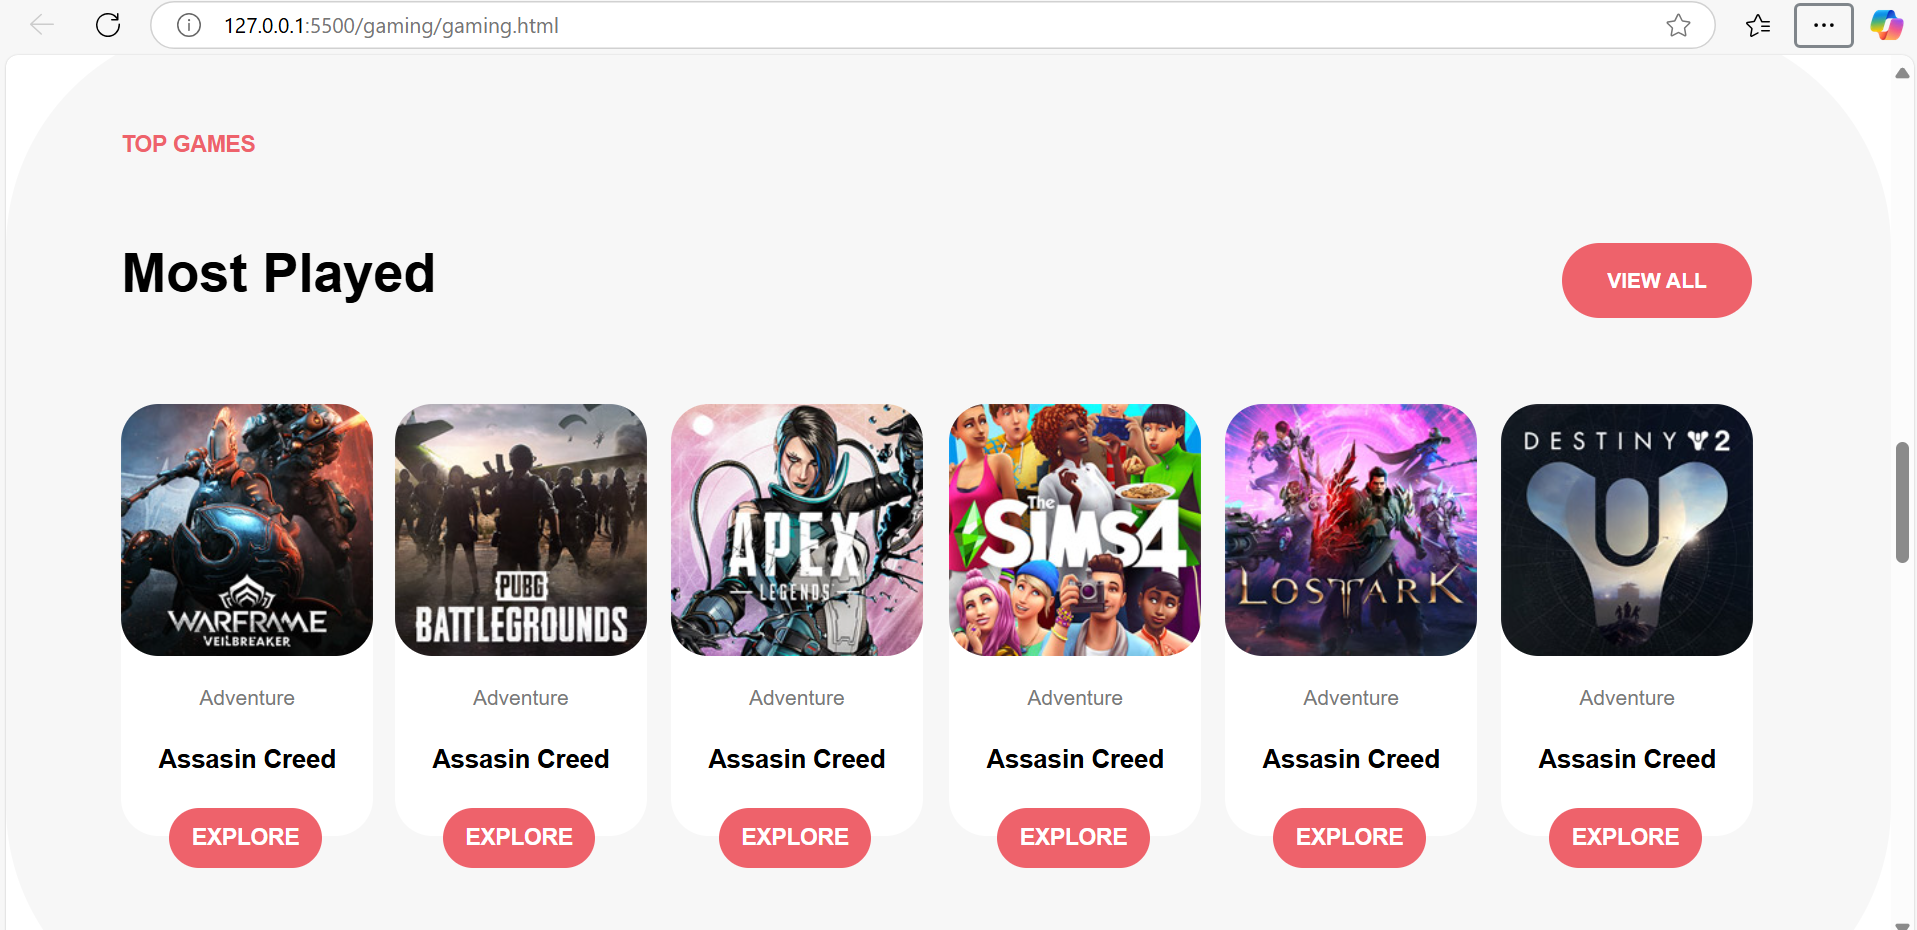 127.0.0.1:5500/gaming/gaming.html
TOP GAMES
Most Played
VIEW ALL
WARFRAME
VEILBREAKER
PUBG
BATTLEGROUNDS
APEX
LEGENDS
The
SIMS4
LOST ARK
DESTINY 2
Adventure Adventure Adventure Adventure Adventure Adventure
Assasin Creed Assasin Creed Assasin Creed Assasin Creed Assasin Creed Assasin Creed
EXPLORE EXPLORE EXPLORE EXPLORE EXPLORE EXPLORE